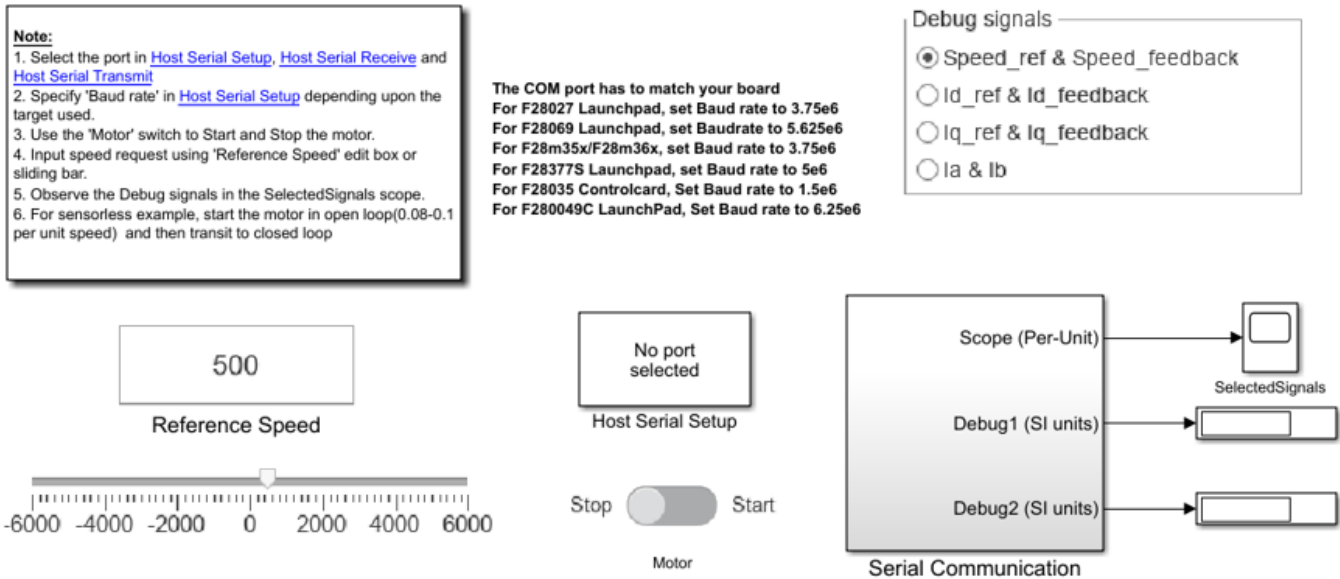 Note:
1. Select the port in Host Serial Setup, Host Serial Receive and
Host Serial Transmit
2. Specify 'Baud rate' in Host Serial Setup depending upon the
target used.
3. Use the 'Motor' switch to Start and Stop the motor.
4. Input speed request using 'Reference Speed' edit box or
sliding bar.
5. Observe the Debug signals in the SelectedSignals scope.
6. For sensorless example, start the motor in open loop(0.08-0.1
per unit speed)  and then transit to closed loop
The COM port has to match your board
For F28027 Launchpad, set Baud rate to 3.75e6
For F28069 Launchpad, set Baudrate to 5.625e6
For F28m35x/F28m36x, set Baud rate to 3.75e6
For F28377S Launchpad, set Baud rate to 5e6
For F28035 Controlcard, Set Baud rate to 1.5e6
For F280049C LaunchPad, Set Baud rate to 6.25e6
Debug signals
Speed_ref & Speed_feedback
Id_ref & Id_feedback
Iq_ref & Iq_feedback
Ia & Ib
500
Reference Speed
-6000 -4000 -2000 0 2000 4000 6000
No port
selected
Host Serial Setup
Stop Start
Motor
Scope (Per-Unit)
Debug1 (SI units)
Debug2 (SI units)
Serial Communication
SelectedSignals